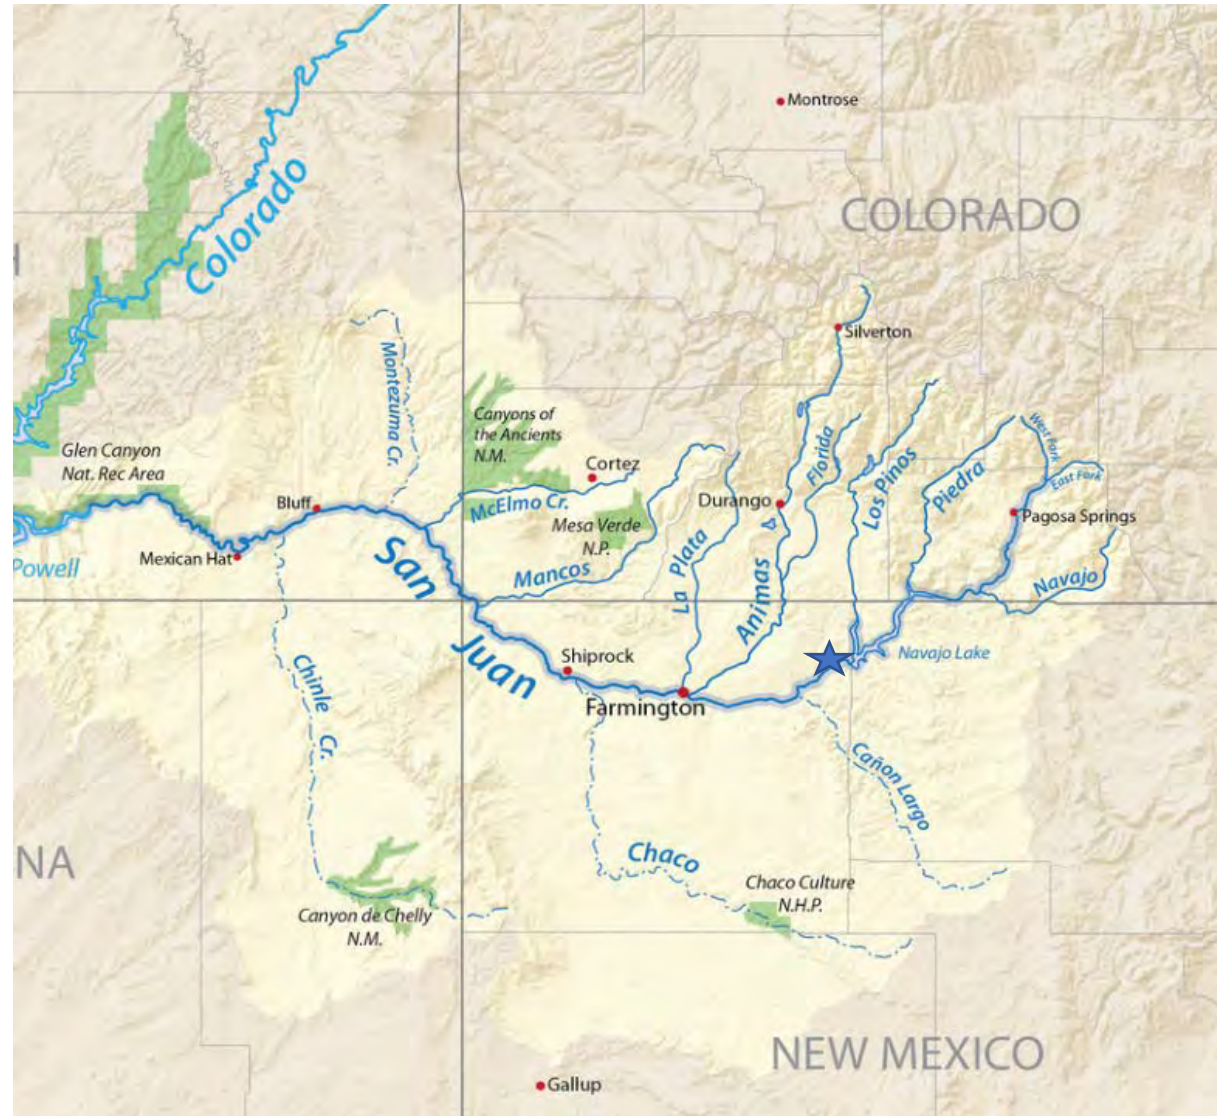 Montrose
COLORADO
Colorado
H
Silverton
Montezuma Cr.
Canyons of
the Ancients
N.M.
Glen Canyon
Nat. Rec Area
Cortez
McElmo Cr.
Mesa Verde
N.P.
Mancos
La Plata
Durango
Animas
Florida
Los Pinos
Piedra
West Fork
East Fork
Pagosa Springs
Navajo
Bluff
Mexican Hat
Powell
San
Juan
Shiprock
Farmington
Navajo Lake
Chinle Cr.
Cañon Largo
Chaco
Chaco Culture
N.H.P.
NA
Canyon de Chelly
N.M.
NEW MEXICO
Gallup